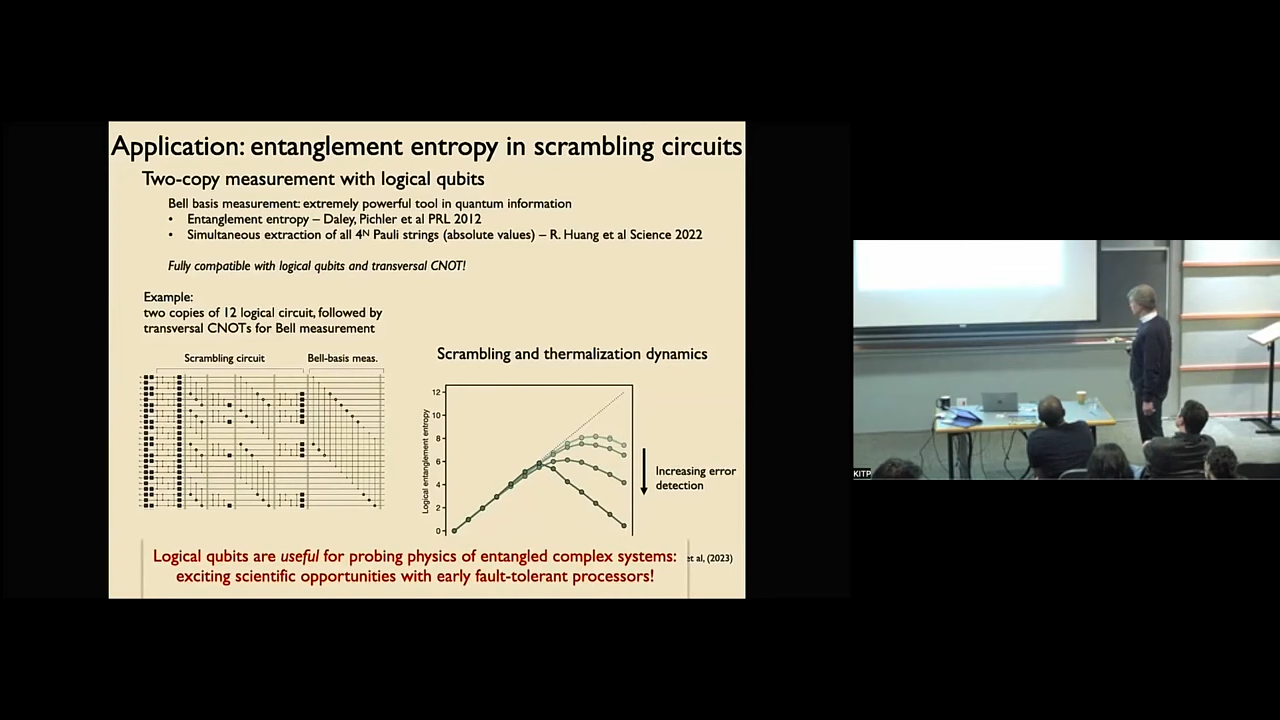 Application: entanglement entropy in scrambling circuits
Two-copy measurement with logical qubits
Bell basis measurement: extremely powerful tool in quantum information
• Entanglement entropy – Daley, Pichler et al PRL 2012
• Simultaneous extraction of all 4ᴺ Pauli strings (absolute values) – R. Huang et al Science 2022
Fully compatible with logical qubits and transversal CNOT!
Example:
two copies of 12 logical circuit, followed by
transversal CNOTs for Bell measurement
Scrambling circuit
Bell-basis meas.
Scrambling and thermalization dynamics
Logical entanglement entropy
12
10
8
6
4
2
0
Increasing error
detection
et al, (2023)
Logical qubits are useful for probing physics of entangled complex systems:
exciting scientific opportunities with early fault-tolerant processors!
KITP